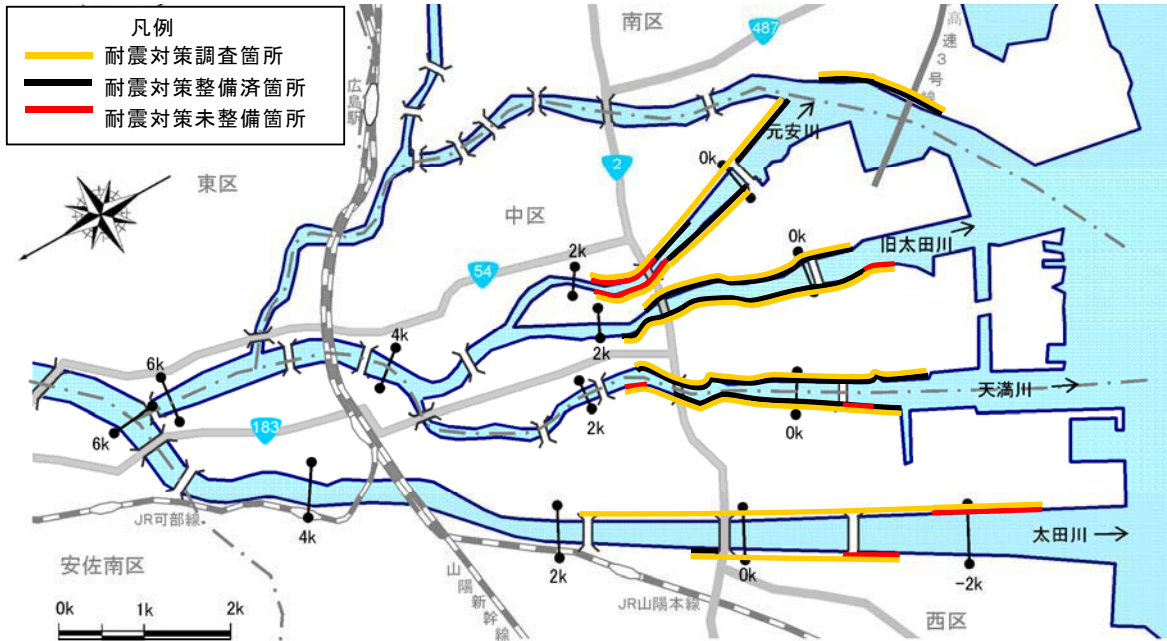 凡例
耐震対策調査箇所
耐震対策整備済箇所
耐震対策未整備箇所
南区
487
高速3号線
広島駅
元安川
0k
2
東区
中区
旧太田川
0k
2k
54
4k
2k
6k
天満川
6k
183
2k
0k
JR可部線
4k
太田川
安佐南区
2k
0k
-2k
山陽新幹線
JR山陽本線
西区
0k 1k 2k